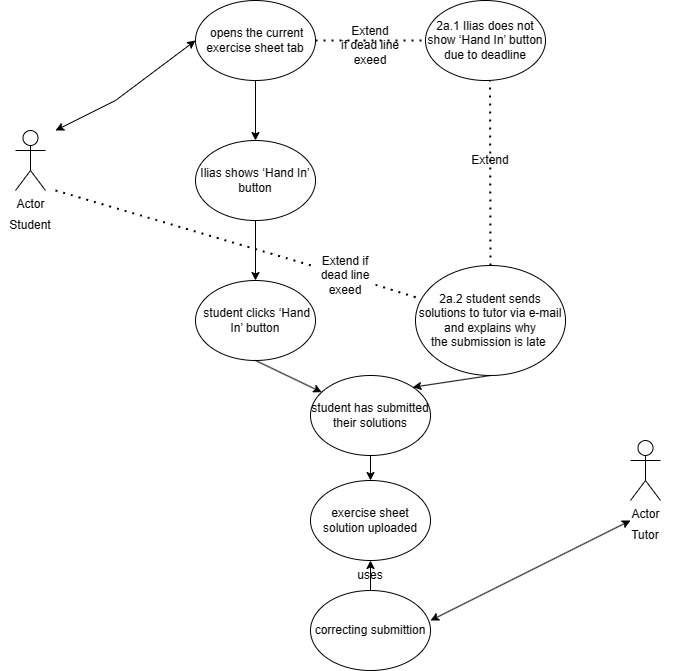 opens the current
exercise sheet tab
Extend
if dead line
exeed
2a.1 Ilias does not
show ‘Hand In’ button
due to deadline
Ilias shows ‘Hand In’
button
Extend
Actor
Student
Extend if
dead line
exeed
student clicks ‘Hand
In’ button
2a.2 student sends
solutions to tutor via e-mail
and explains why
the submission is late
student has submitted
their solutions
exercise sheet
solution uploaded
Actor
Tutor
uses
correcting submittion